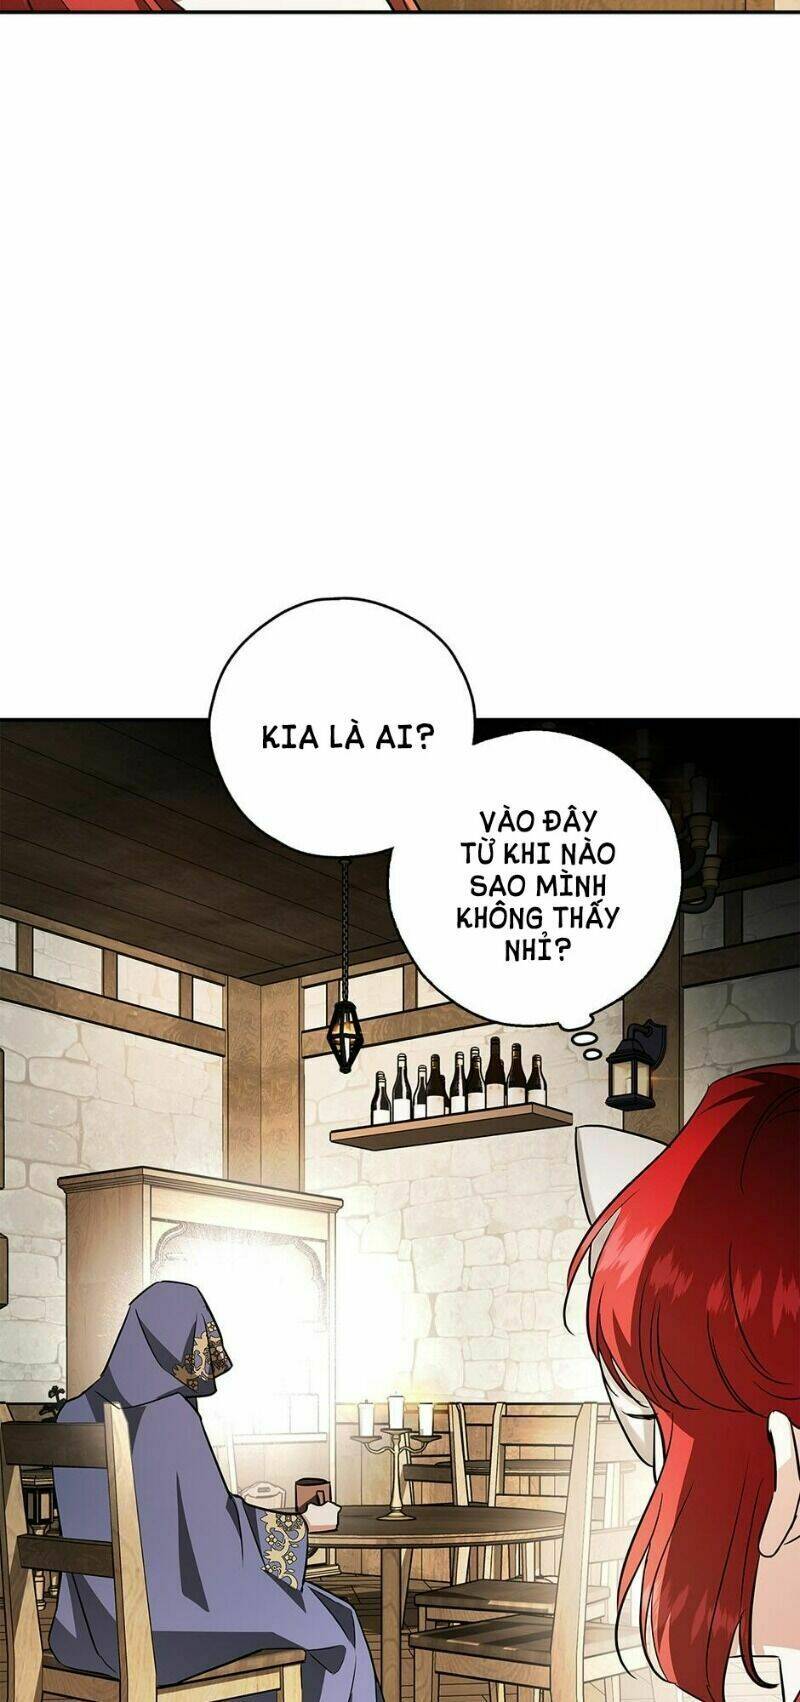 KIA LÀ AI?
VÀO ĐÂY
TỪ KHI NÀO
SAO MÌNH
KHÔNG THẤY
NHỈ?